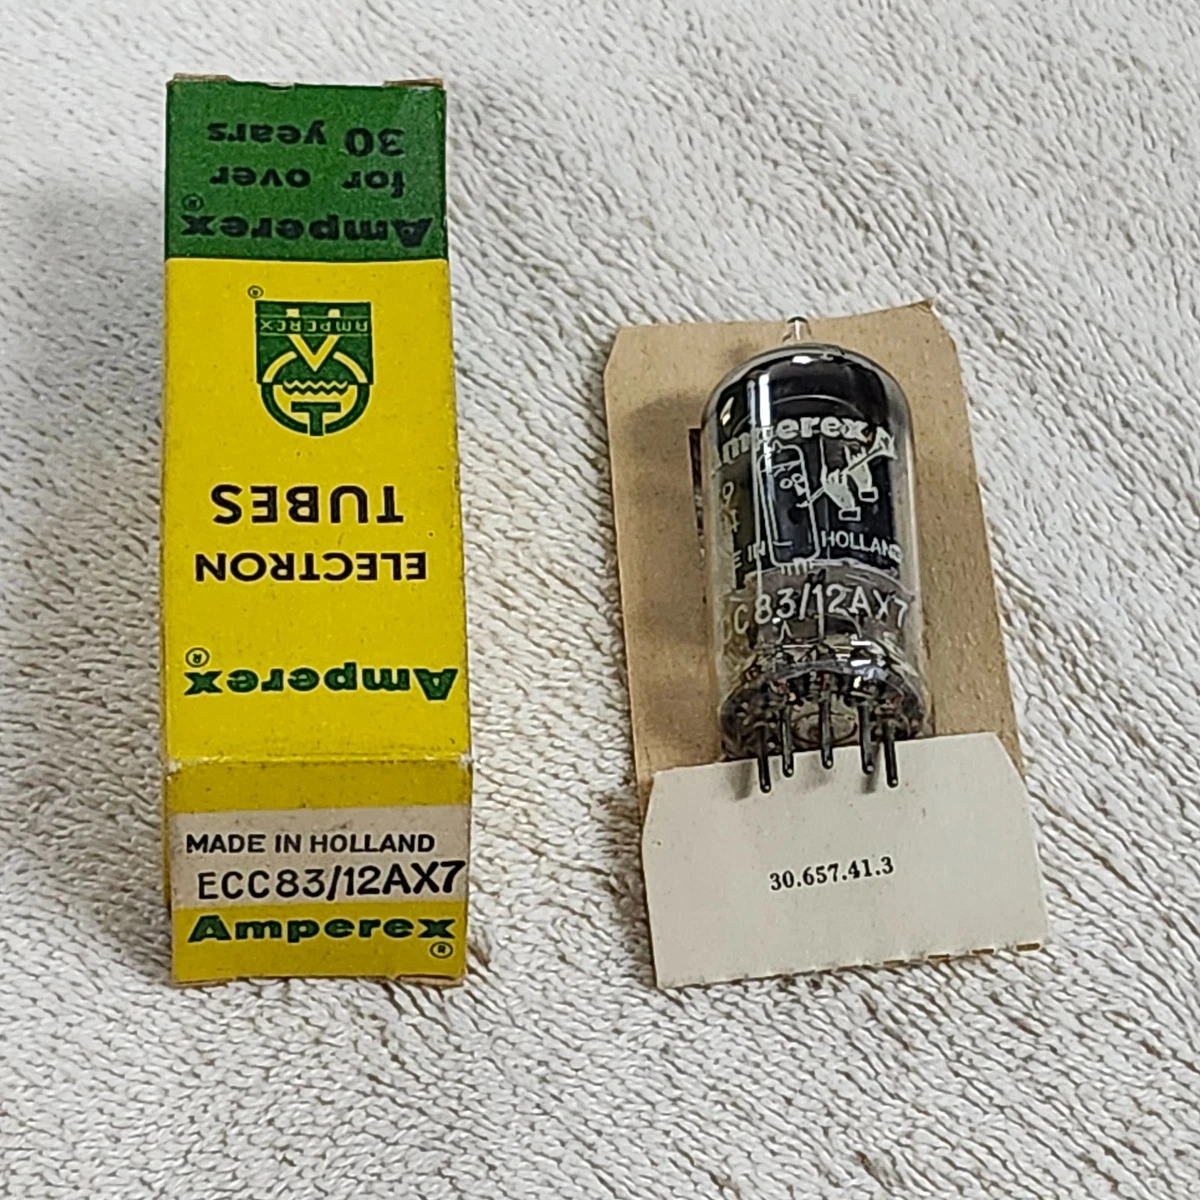 Amperex®
for over
30 years
AMPEREX
®
ELECTRON
TUBES
Amperex®
MADE IN HOLLAND
ECC83/12AX7
Amperex
®
Amperex
IN HOLLAND
ECC83/12AX7
30.657.41.3